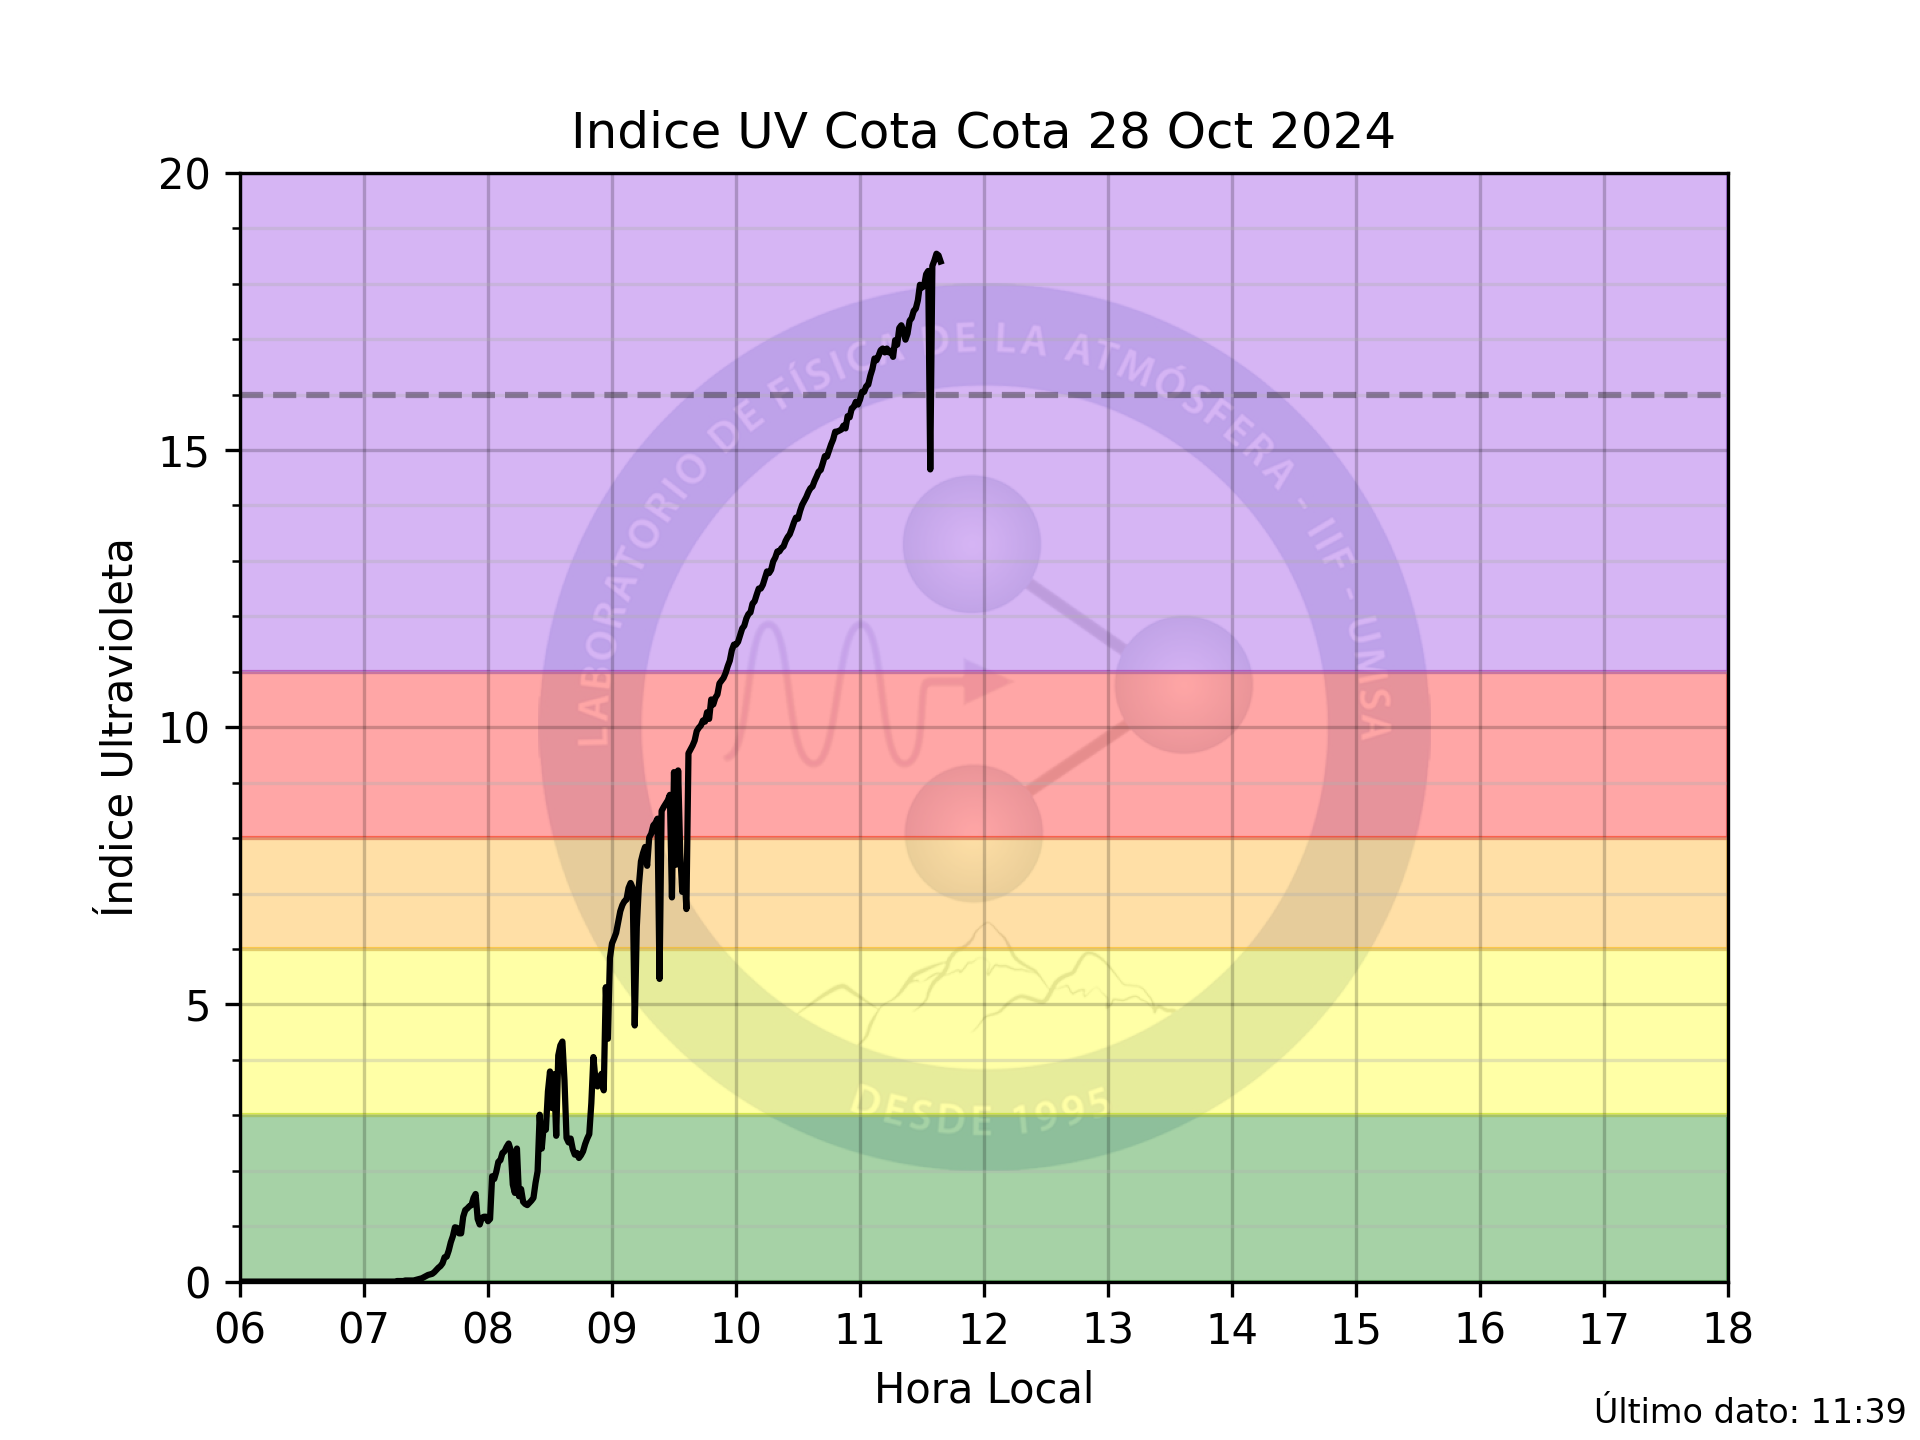 Indice UV Cota Cota 28 Oct 2024
20
15
10
5
0
Índice Ultravioleta
LABORATORIO DE FÍSICA DE LA ATMÓSFERA - IIF - UMSA
DESDE 1995
06 07 08 09 10 11 12 13 14 15 16 17 18
Hora Local
Último dato: 11:39